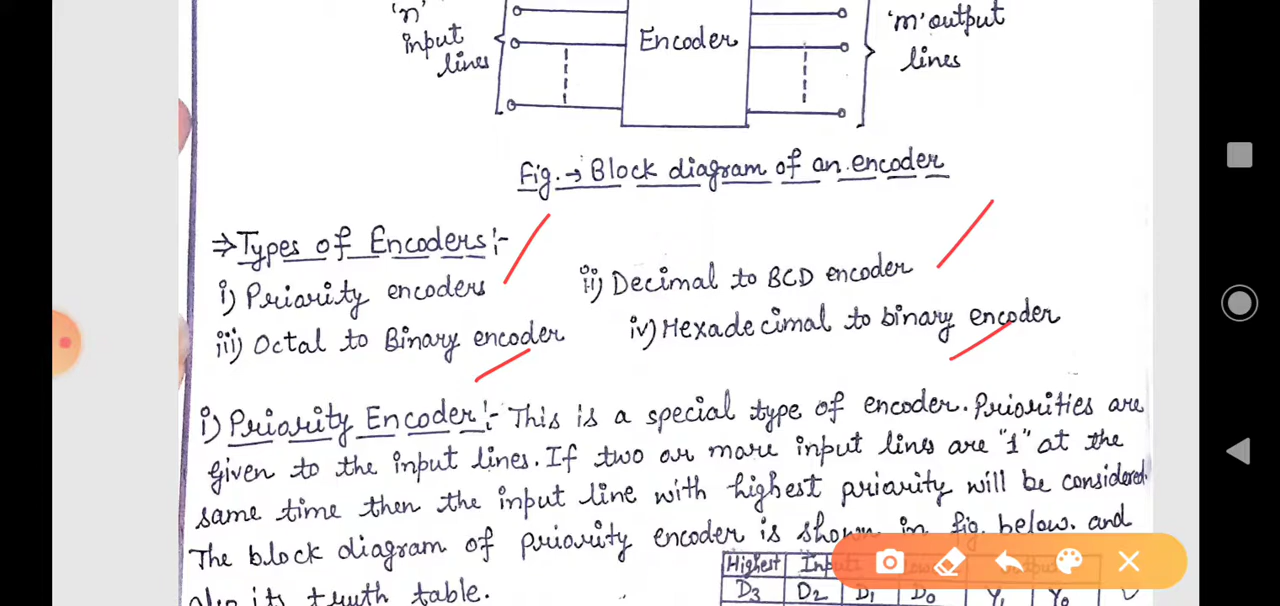 'n'
input
lines
Encoder
'm' output
lines
Fig. → Block diagram of an encoder
⇒ Types of Encoders:-
i) Priority encoders
ii) Decimal to BCD encoder
iii) Octal to Binary encoder
iv) Hexadecimal to binary encoder
i) Priority Encoder:- This is a special type of encoder. Priorities are
given to the input lines. If two or more input lines are "1" at the
same time then the input line with highest priority will be considered.
The block diagram of priority encoder is shown in fig. below. and
also its truth table.
Highest
D3 D2 D1 D0 Y1 Y0 V